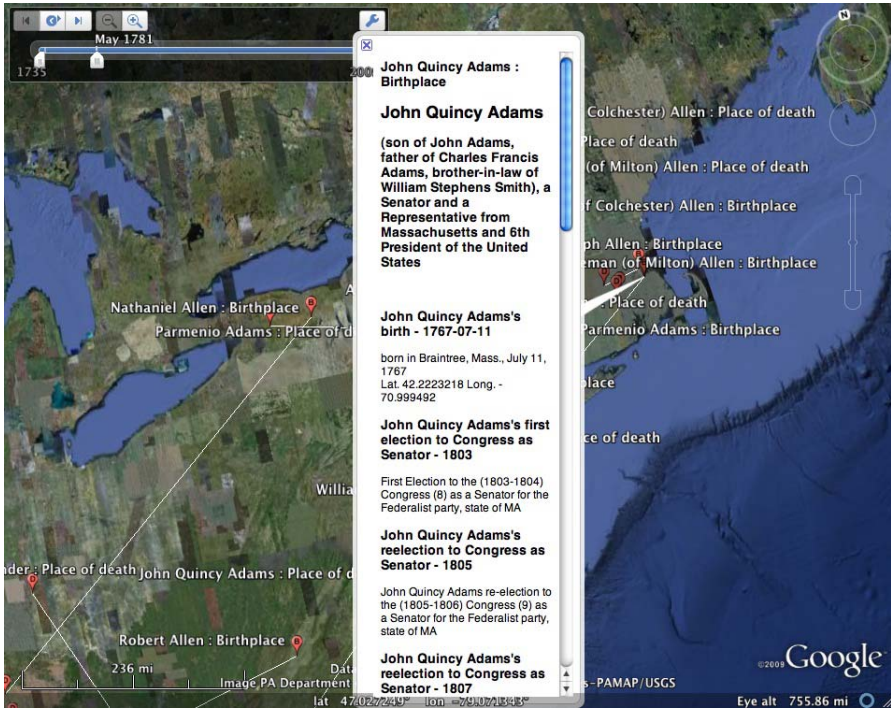 May 1781
1735
200
John Quincy Adams :
Birthplace
John Quincy Adams
(son of John Adams,
father of Charles Francis
Adams, brother-in-law of
William Stephens Smith), a
Senator and a
Representative from
Massachusetts and 6th
President of the United
States
John Quincy Adams's
birth - 1767-07-11
born in Braintree, Mass., July 11,
1767
Lat. 42.2223218 Long. -
70.999492
John Quincy Adams's first
election to Congress as
Senator - 1803
First Election to the (1803-1804)
Congress (8) as a Senator for the
Federalist party, state of MA
John Quincy Adams's
reelection to Congress as
Senator - 1805
John Quincy Adams re-election to
the (1805-1806) Congress (9) as
a Senator for the Federalist party,
state of MA
John Quincy Adams's
reelection to Congress as
Senator - 1807
N
Colchester) Allen : Place of death
Place of death
(of Milton) Allen : Place of death
f Colchester) Allen : Birthplace
ph Allen : Birthplace
eman (of Milton) Allen : Birthplace
: Place of death
Parmenio Adams : Birthplace
place
ce of death
Nathaniel Allen : Birthplace
A
Parmenio Adams : Place of d
Willia
nder : Place of death
John Quincy Adams : Place of d
Robert Allen : Birthplace
236 mi
Data
Image PA Department
s-PAMAP/USGS
©2009 Google
lat 47.027249° lon -79.071343°
Eye alt 755.86 mi